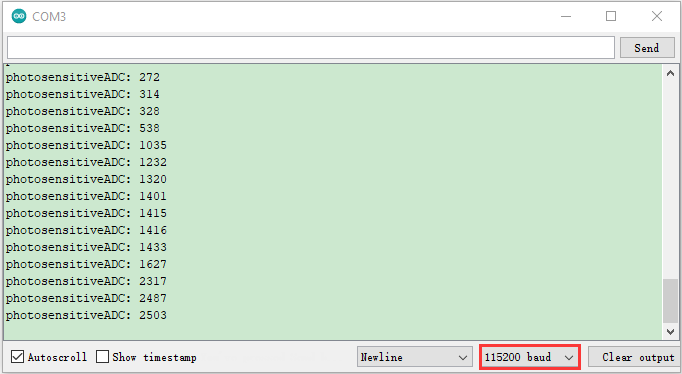 COM3
Send
photosensitiveADC: 272
photosensitiveADC: 314
photosensitiveADC: 328
photosensitiveADC: 538
photosensitiveADC: 1035
photosensitiveADC: 1232
photosensitiveADC: 1320
photosensitiveADC: 1401
photosensitiveADC: 1415
photosensitiveADC: 1416
photosensitiveADC: 1433
photosensitiveADC: 1627
photosensitiveADC: 2317
photosensitiveADC: 2487
photosensitiveADC: 2503
Autoscroll Show timestamp Newline 115200 baud Clear output